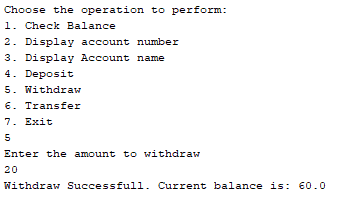 Choose the operation to perform:
1. Check Balance
2. Display account number
3. Display Account name
4. Deposit
5. Withdraw
6. Transfer
7. Exit
5
Enter the amount to withdraw
20
Withdraw Successfull. Current balance is: 60.0